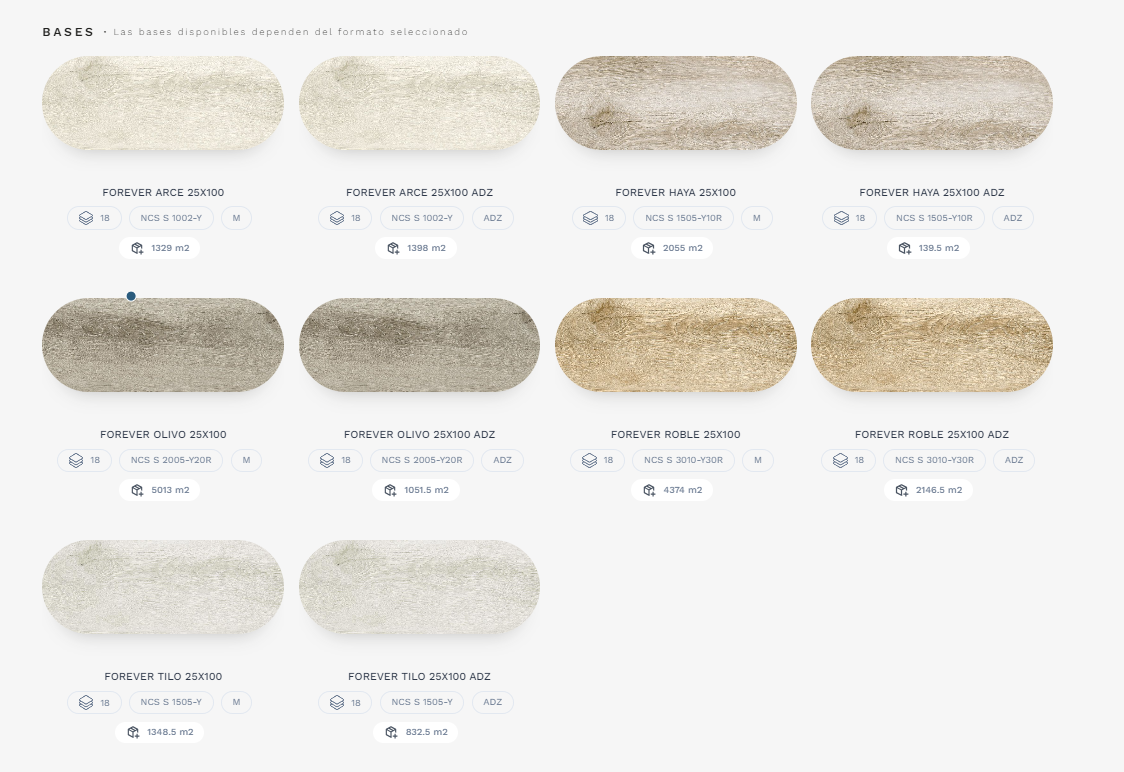 BASES · Las bases disponibles dependen del formato seleccionado
FOREVER ARCE 25X100
18 NCS S 1002-Y M
1329 m2
FOREVER ARCE 25X100 ADZ
18 NCS S 1002-Y ADZ
1398 m2
FOREVER HAYA 25X100
18 NCS S 1505-Y10R M
2055 m2
FOREVER HAYA 25X100 ADZ
18 NCS S 1505-Y10R ADZ
139.5 m2
FOREVER OLIVO 25X100
18 NCS S 2005-Y20R M
5013 m2
FOREVER OLIVO 25X100 ADZ
18 NCS S 2005-Y20R ADZ
1051.5 m2
FOREVER ROBLE 25X100
18 NCS S 3010-Y30R M
4374 m2
FOREVER ROBLE 25X100 ADZ
18 NCS S 3010-Y30R ADZ
2146.5 m2
FOREVER TILO 25X100
18 NCS S 1505-Y M
1348.5 m2
FOREVER TILO 25X100 ADZ
18 NCS S 1505-Y ADZ
832.5 m2